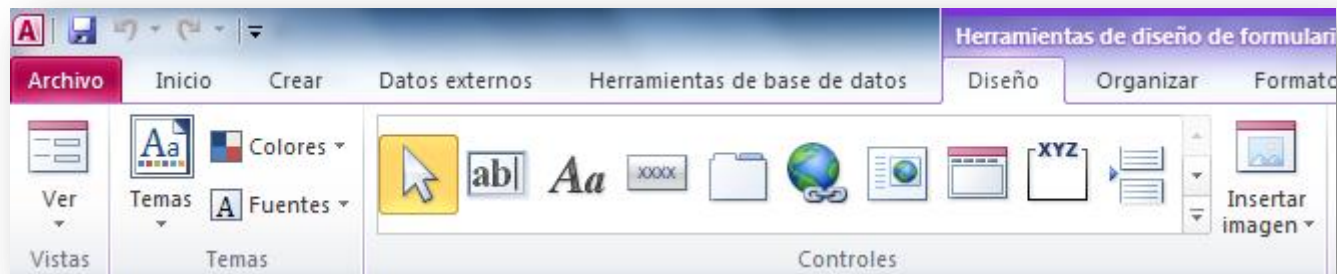 A
Herramientas de diseño de formulari
Archivo Inicio Crear Datos externos Herramientas de base de datos Diseño Organizar Formato
Aa Colores ab Aa XXXX XYZ
Ver Temas A Fuentes Insertar imagen
Vistas Temas Controles